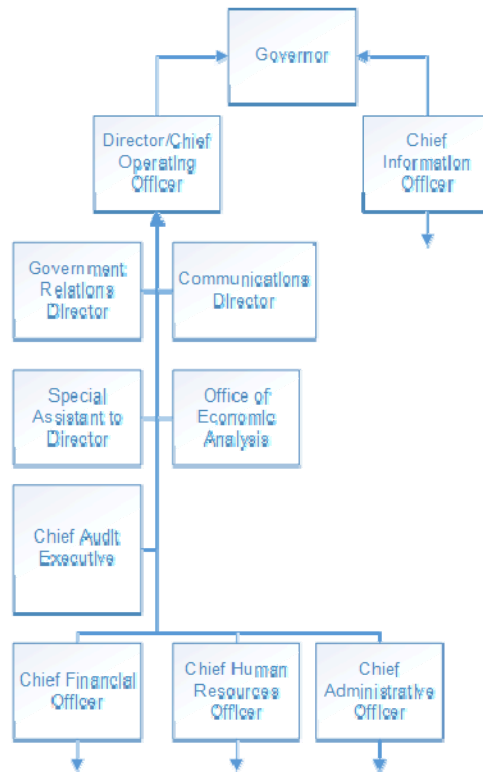 Governor
Director/Chief
Operating
Officer
Chief
Information
Officer
Government
Relations
Director
Communications
Director
Special
Assistant to
Director
Office of
Economic
Analysis
Chief Audit
Executive
Chief Financial
Officer
Chief Human
Resources
Officer
Chief
Administrative
Officer